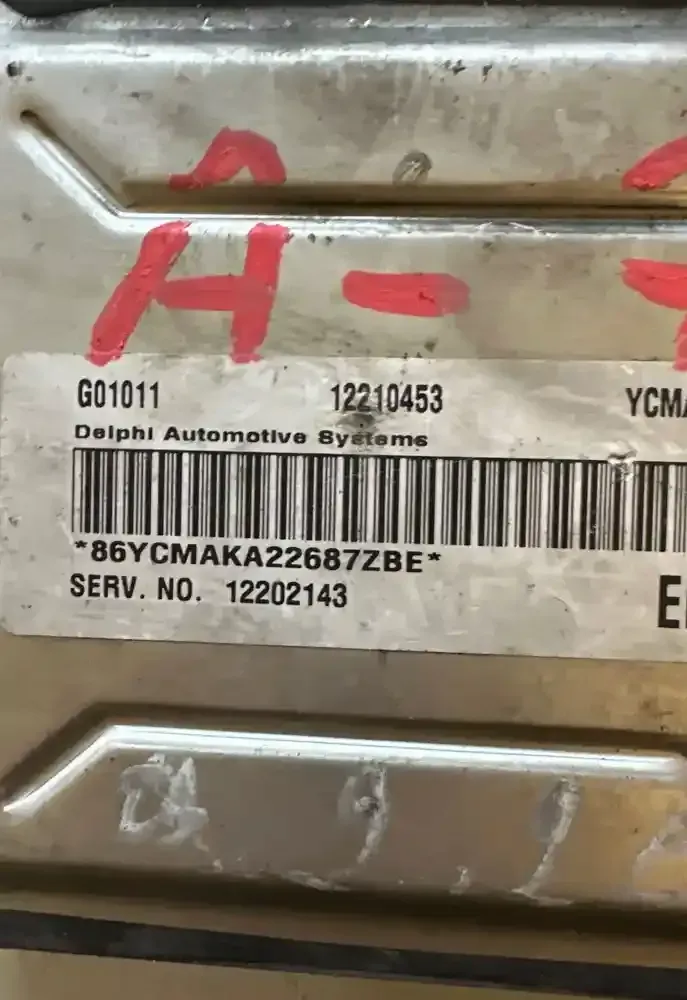 A -
G01011 12210453 YCMA
Delphi Automotive Systems
*86YCMAKA22687ZBE*
SERV. NO. 12202143
E